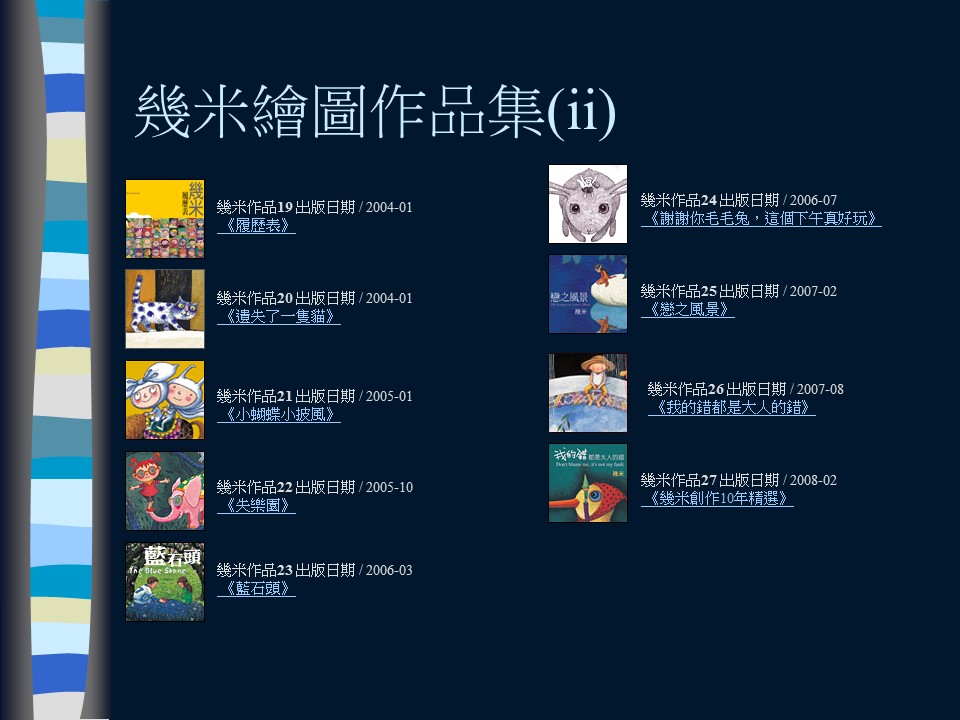 幾米繪圖作品集(ii)
幾米
履歷表
幾米作品19 出版日期 / 2004-01
《履歷表》
幾米作品20 出版日期 / 2004-01
《遺失了一隻貓》
幾米作品21 出版日期 / 2005-01
《小蝴蝶小披風》
幾米作品22 出版日期 / 2005-10
《失樂園》
藍石頭
The Blue Stone
幾米作品23 出版日期 / 2006-03
《藍石頭》
幾米作品24 出版日期 / 2006-07
《謝謝你毛毛兔，這個下午真好玩》
戀之風景
幾米
幾米作品25 出版日期 / 2007-02
《戀之風景》
幾米作品26 出版日期 / 2007-08
《我的錯都是大人的錯》
我的錯都是大人的錯
Don't blame me, it's not my fault
幾米
幾米作品27 出版日期 / 2008-02
《幾米創作10年精選》